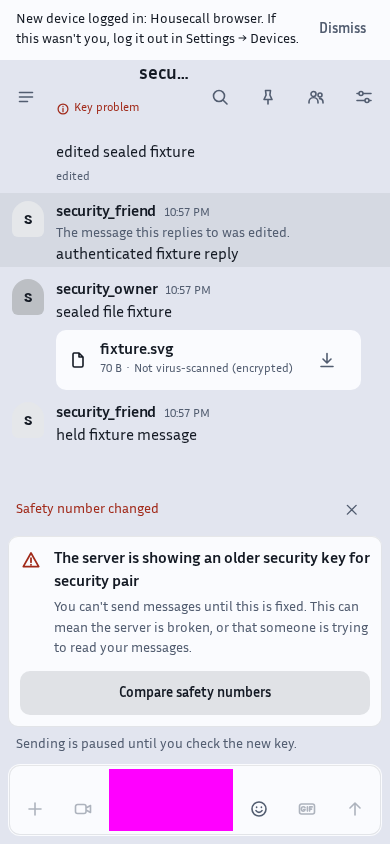 New device logged in: Housecall browser. If
this wasn't you, log it out in Settings → Devices.
Dismiss
secu...
Key problem
edited sealed fixture
edited
S
security_friend 10:57 PM
The message this replies to was edited.
authenticated fixture reply
S
security_owner 10:57 PM
sealed file fixture
fixture.svg
70 B · Not virus-scanned (encrypted)
S
security_friend 10:57 PM
held fixture message
Safety number changed
The server is showing an older security key for
security pair
You can't send messages until this is fixed. This can
mean the server is broken, or that someone is trying
to read your messages.
Compare safety numbers
Sending is paused until you check the new key.
GIF